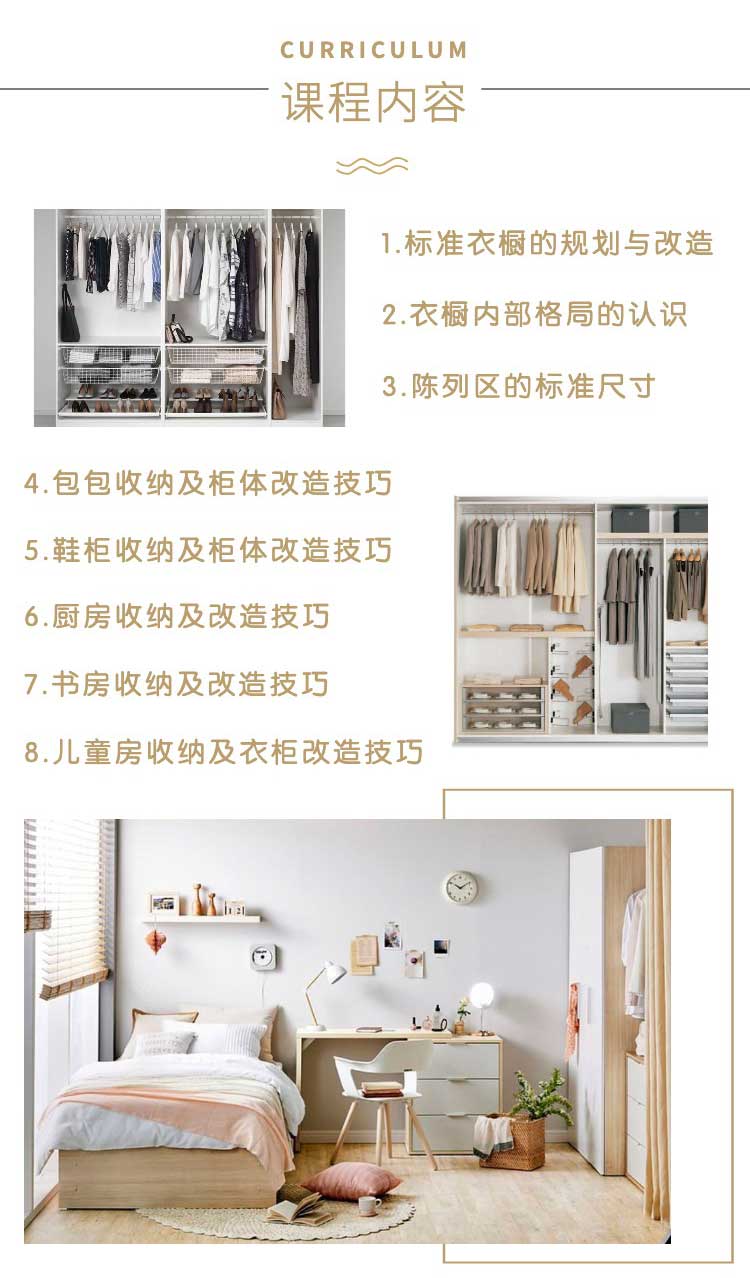 CURRICULUM
课程内容
1.标准衣橱的规划与改造
2.衣橱内部格局的认识
3.陈列区的标准尺寸
4.包包收纳及柜体改造技巧
5.鞋柜收纳及柜体改造技巧
6.厨房收纳及改造技巧
7.书房收纳及改造技巧
8.儿童房收纳及衣柜改造技巧